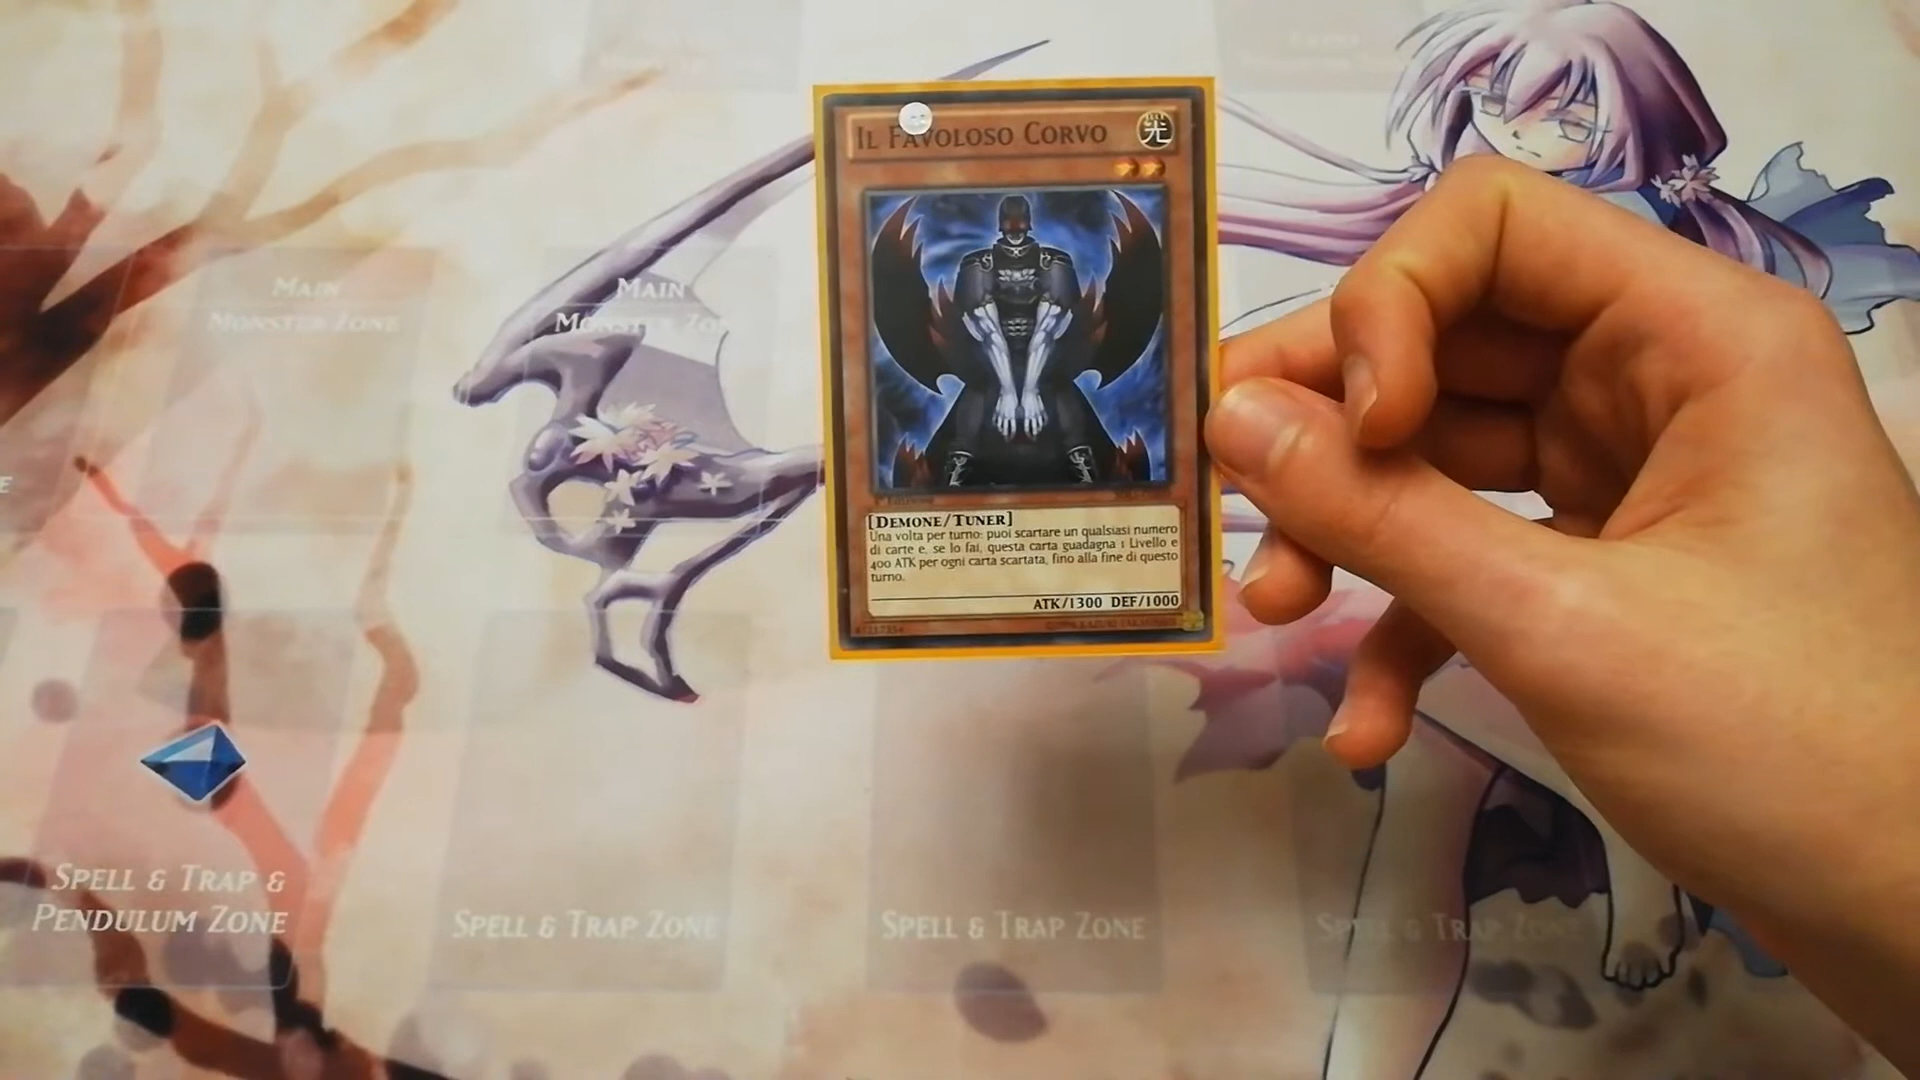 Il Favoloso Corvo
光
Main
Monster Zone
Main
Monster Zo
[Demone/Tuner]
Una volta per turno: puoi scartare un qualsiasi numero
di carte e, se lo fai, questa carta guadagna 1 Livello e
400 ATK per ogni carta scartata, fino alla fine di questo
turno.
ATK/1300 DEF/1000
Spell & Trap &
Pendulum Zone
Spell & Trap Zone
Spell & Trap Zone
Spell & Trap Zone